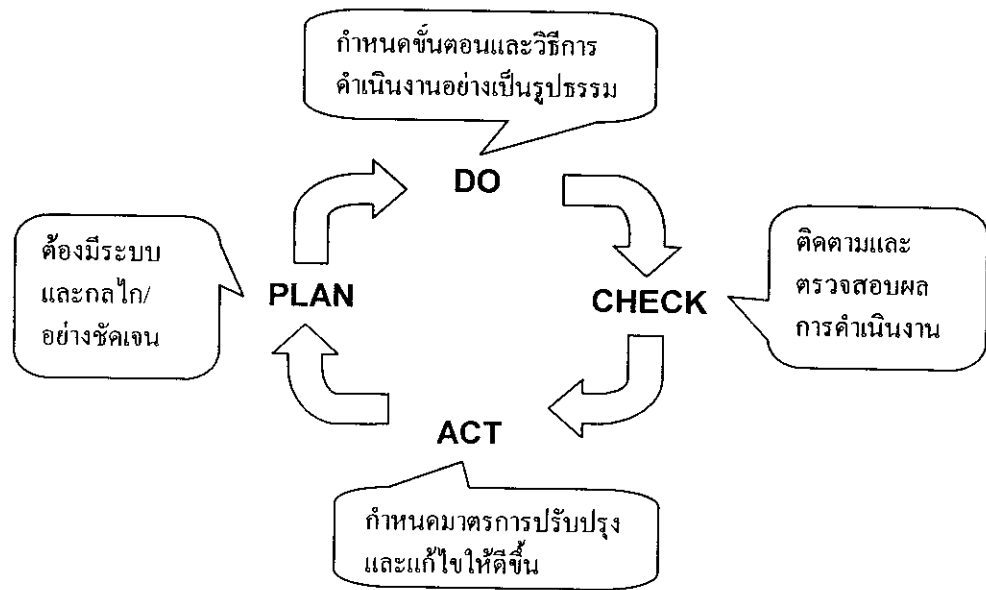 กำหนดขั้นตอนและวิธีการ
ดำเนินงานอย่างเป็นรูปธรรม
DO
ต้องมีระบบ
และกลไก/
อย่างชัดเจน
PLAN
CHECK
ติดตามและ
ตรวจสอบผล
การดำเนินงาน
ACT
กำหนดมาตรการปรับปรุง
และแก้ไขให้ดีขึ้น